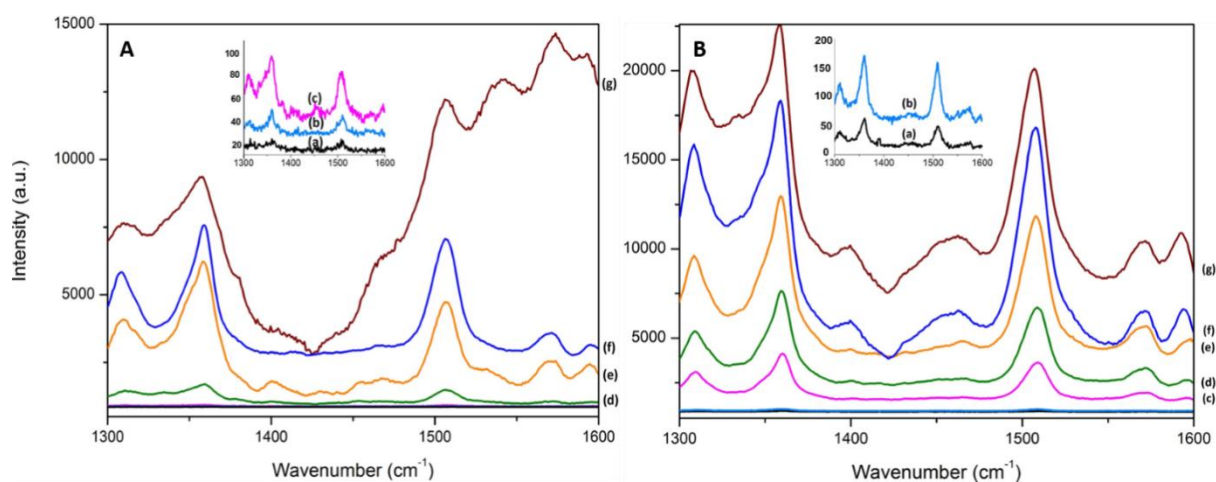 A
15000
10000
5000
Intensity (a.u.)
1300 1400 1500 1600
Wavenumber (cm-1)
100
80
60
40
20
1300 1400 1500 1600
(c)
(b)
(a)
(g)
(f)
(e)
(d)
B
20000
15000
10000
5000
1300 1400 1500 1600
Wavenumber (cm-1)
200
150
100
50
0
1300 1400 1500 1600
(b)
(a)
(g)
(f)
(e)
(d)
(c)